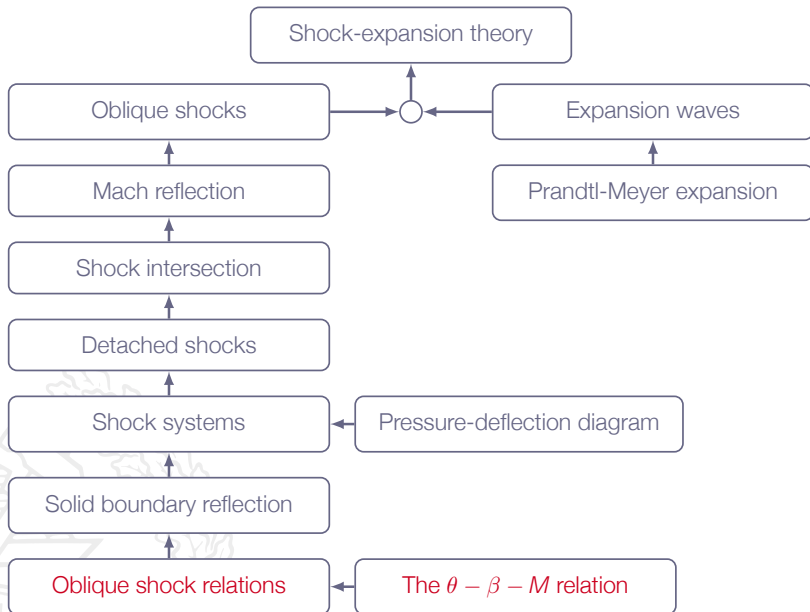 Shock-expansion theory
Oblique shocks
Expansion waves
Mach reflection
Prandtl-Meyer expansion
Shock intersection
Detached shocks
Shock systems
Pressure-deflection diagram
Solid boundary reflection
Oblique shock relations
The θ − β − M relation